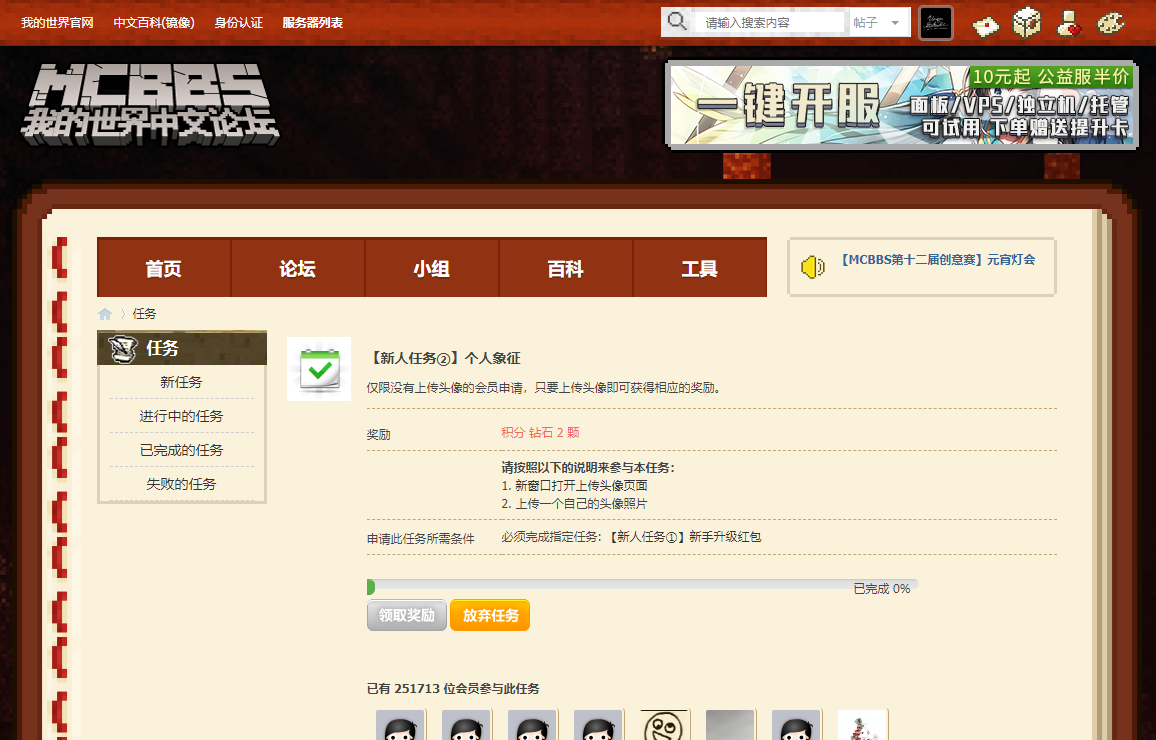 我的世界官网 中文百科(镜像) 身份认证 服务器列表
请输入搜索内容 帖子
MCBBS
我的世界中文论坛
10元起 公益服半价
一键开服
面板/VPS/独立机/托管
可试用 下单赠送提升卡
首页 论坛 小组 百科 工具
【MCBBS第十二届创意赛】元宵灯会
任务
任务
新任务
进行中的任务
已完成的任务
失败的任务
【新人任务②】个人象征
仅限没有上传头像的会员申请，只要上传头像即可获得相应的奖励。
奖励 积分 钻石 2 颗
请按照以下的说明来参与本任务：
1. 新窗口打开上传头像页面
2. 上传一个自己的头像照片
申请此任务所需条件 必须完成指定任务：【新人任务①】新手升级红包
已完成 0%
领取奖励 放弃任务
已有 251713 位会员参与此任务